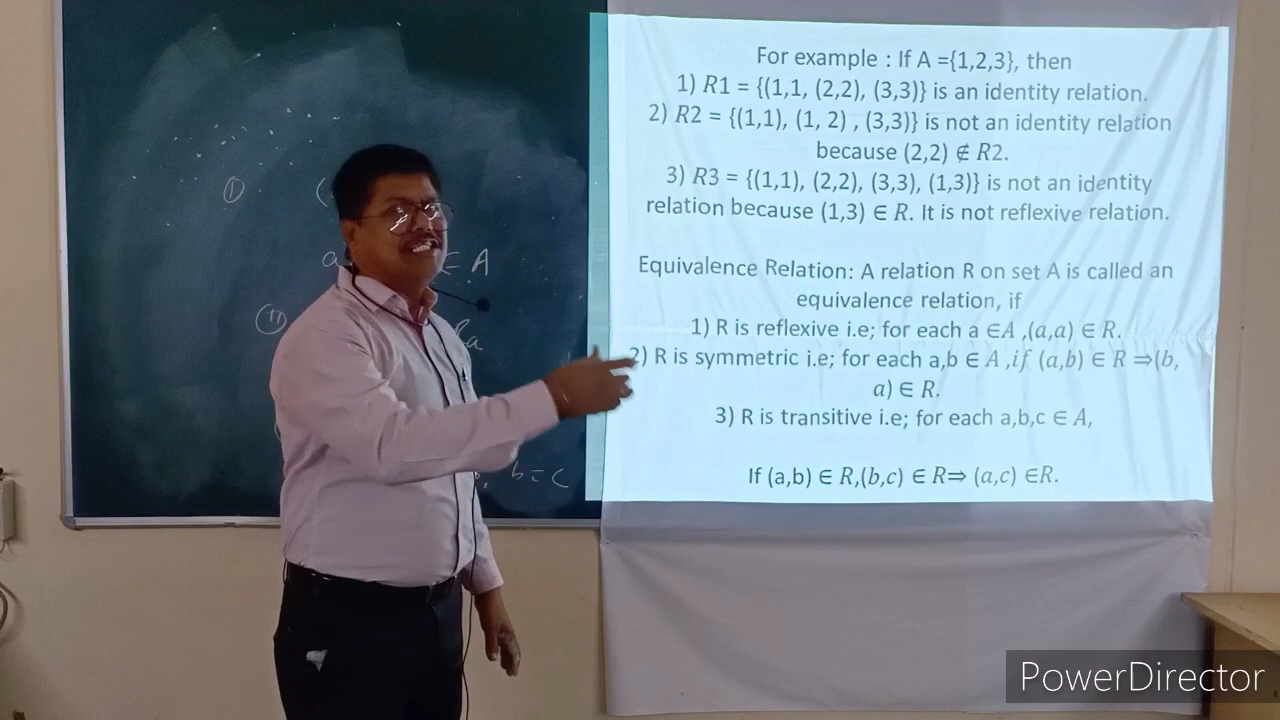 For example : If A ={1,2,3}, then
1) R1 = {(1,1, (2,2), (3,3)} is an identity relation.
2) R2 = {(1,1), (1, 2) , (3,3)} is not an identity relation
because (2,2) ∉ R2.
3) R3 = {(1,1), (2,2), (3,3), (1,3)} is not an identity
relation because (1,3) ∈ R. It is not reflexive relation.
Equivalence Relation: A relation R on set A is called an
equivalence relation, if
1) R is reflexive i.e; for each a ∈A ,(a,a) ∈ R.
2) R is symmetric i.e; for each a,b ∈ A ,if (a,b) ∈ R ⇒(b,
a) ∈ R.
3) R is transitive i.e; for each a,b,c ∈ A,
If (a,b) ∈ R,(b,c) ∈ R⇒ (a,c) ∈R.
(I) (
a ∈ A
(II) Ra
b = c
PowerDirector